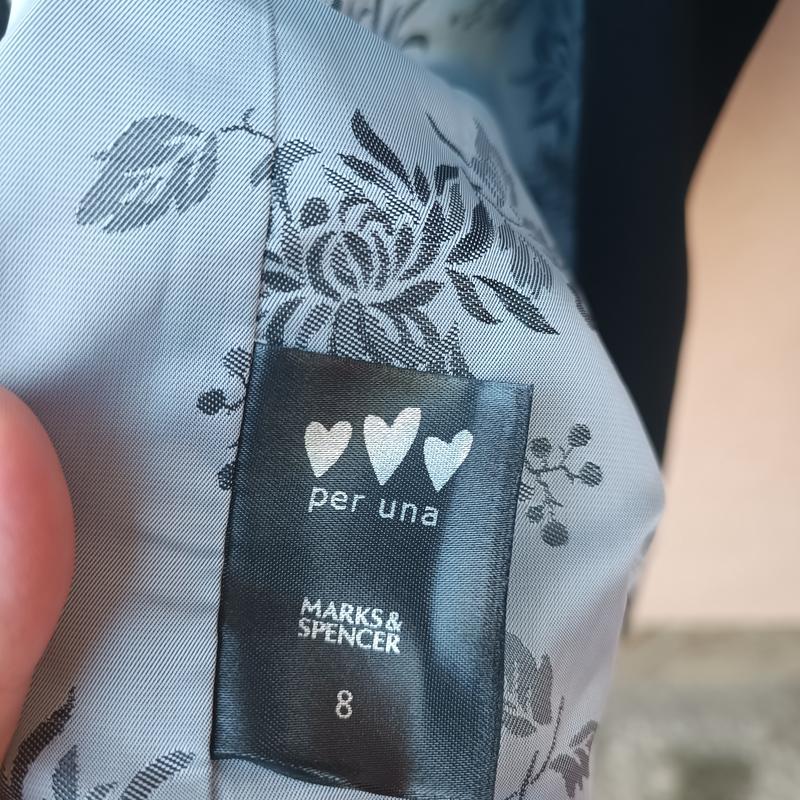 per una
MARKS &
SPENCER
8